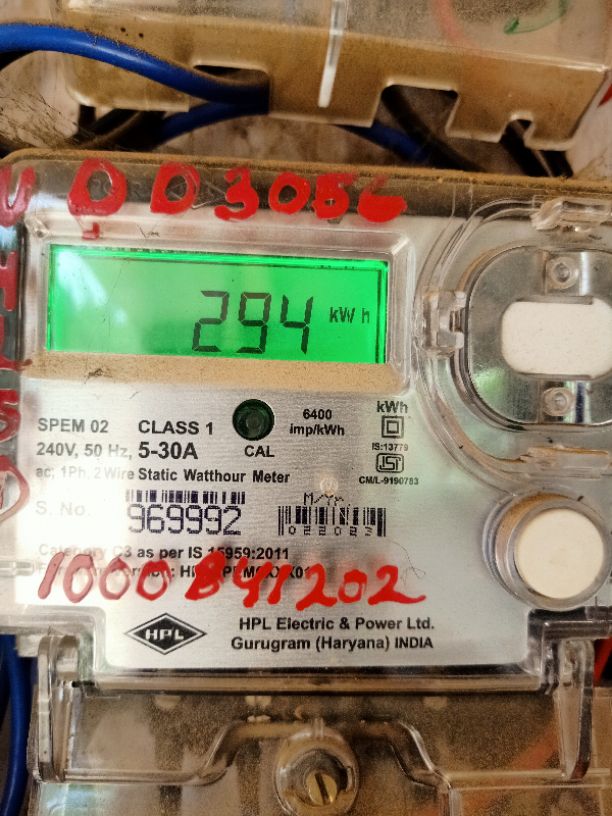 D D 3056
294 kWh
SPEM 02 CLASS 1
6400
imp/kWh
kWh
240V, 50 Hz, 5-30A
CAL
IS:13779
ac; 1Ph, 2 Wire Static Watthour Meter
CM/L-9190783
S. No. 969992
M/Yr.
022023
Category C3 as per IS 15959:2011
1000841202
HPL
HPL Electric & Power Ltd.
Gurugram (Haryana) INDIA